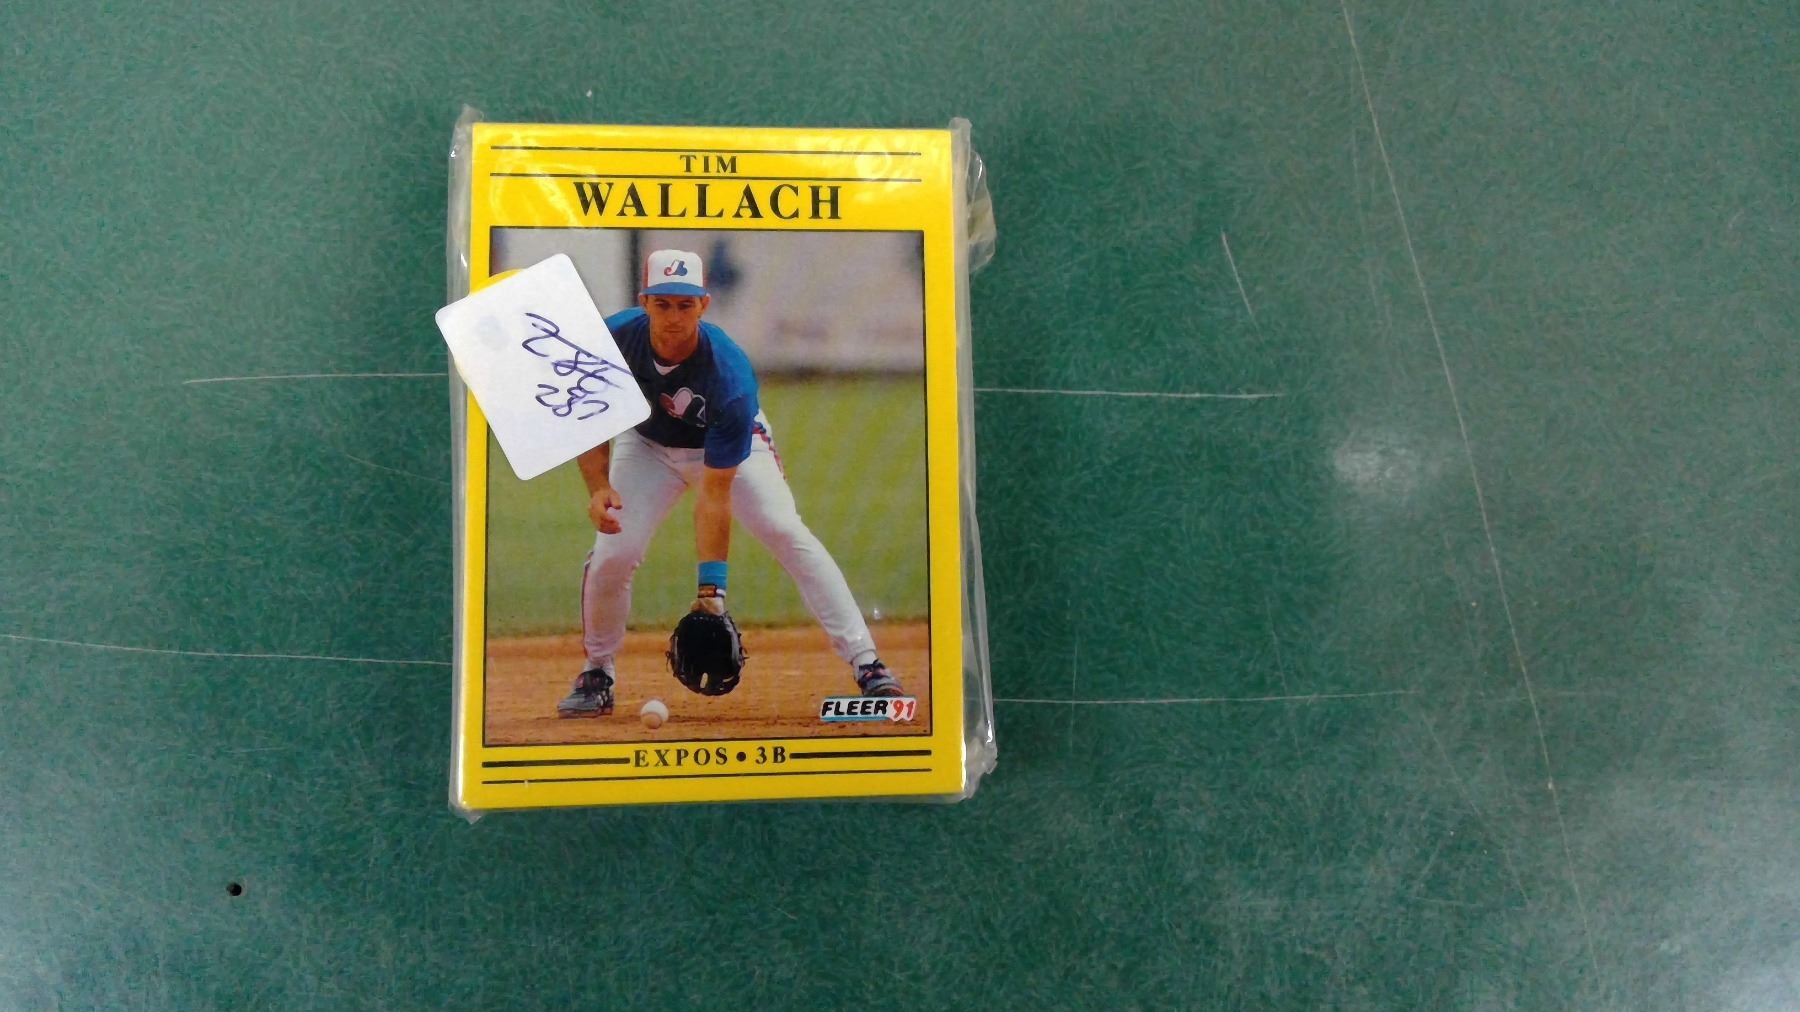 TIM
WALLACH
FLEER '91
EXPOS • 3B